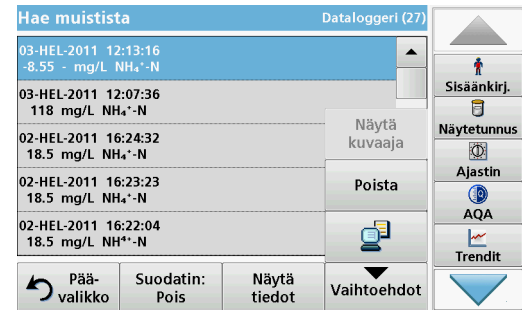 Hae muistista
Dataloggeri (27)
03-HEL-2011 12:13:16
-8.55 - mg/L NH₄⁺-N
03-HEL-2011 12:07:36
118 mg/L NH₄⁺-N
02-HEL-2011 16:24:32
18.5 mg/L NH₄⁺-N
02-HEL-2011 16:23:23
18.5 mg/L NH₄⁺-N
02-HEL-2011 16:22:04
18.5 mg/L NH⁴⁺-N
Näytä
kuvaaja
Poista
Pää-
valikko
Suodatin:
Pois
Näytä
tiedot
Vaihtoehdot
Sisäänkirj.
Näytetunnus
Ajastin
AQA
Trendit